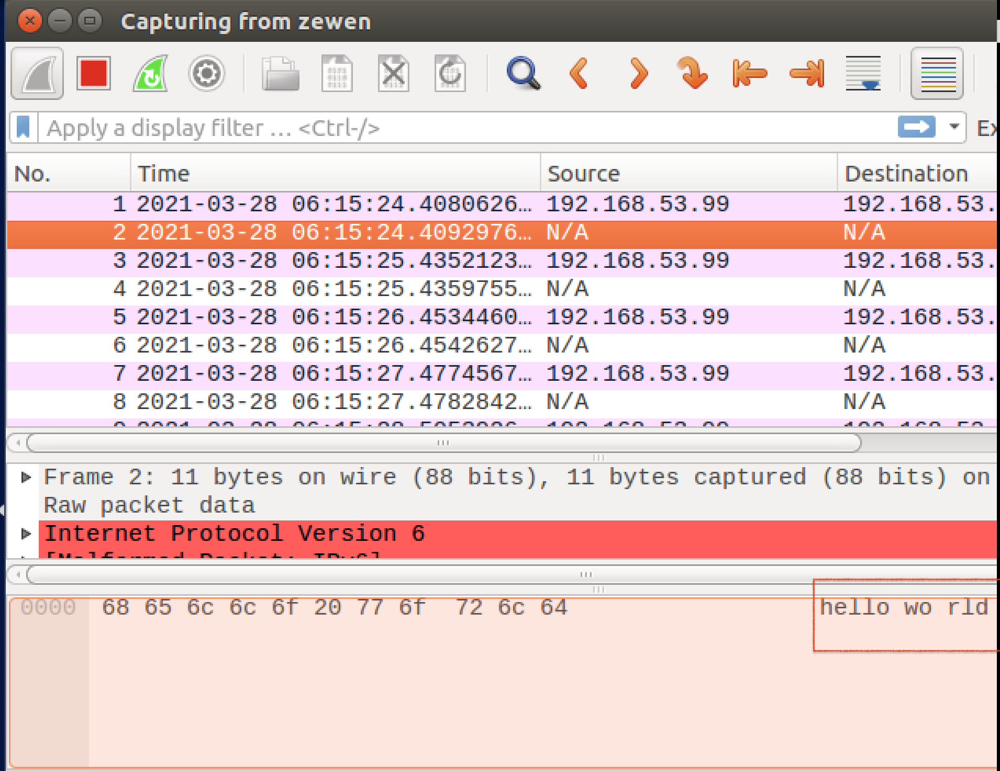 Capturing from zewen
Apply a display filter ... <Ctrl-/>
No. Time Source Destination
1 2021-03-28 06:15:24.4080626… 192.168.53.99 192.168.53.
2 2021-03-28 06:15:24.4092976… N/A N/A
3 2021-03-28 06:15:25.4352123… 192.168.53.99 192.168.53.
4 2021-03-28 06:15:25.4359755… N/A N/A
5 2021-03-28 06:15:26.4534460… 192.168.53.99 192.168.53.
6 2021-03-28 06:15:26.4542627… N/A N/A
7 2021-03-28 06:15:27.4774567… 192.168.53.99 192.168.53.
8 2021-03-28 06:15:27.4782842… N/A N/A
Frame 2: 11 bytes on wire (88 bits), 11 bytes captured (88 bits) on
Raw packet data
Internet Protocol Version 6
[Malformed Packet: IPv6]
0000 68 65 6c 6c 6f 20 77 6f 72 6c 64 hello wo rld